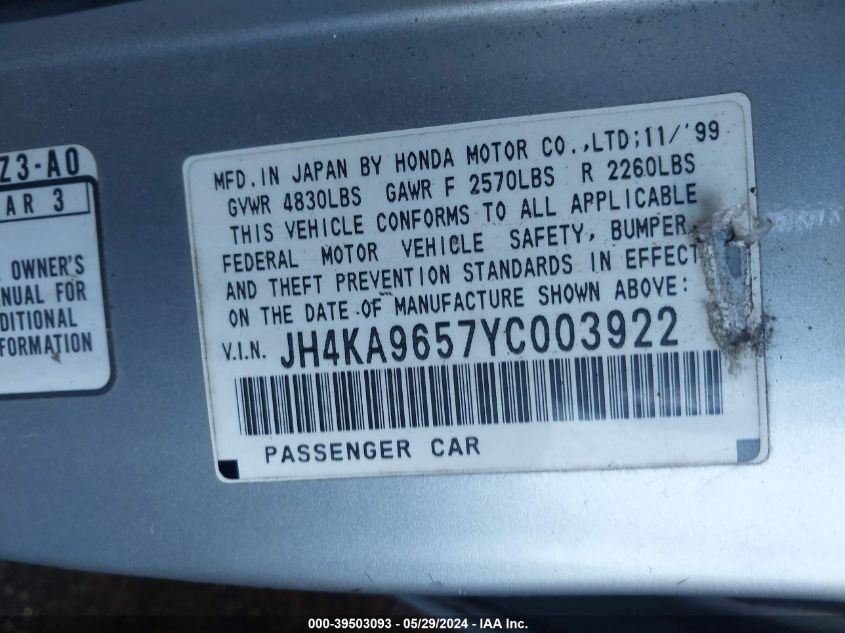 Z3-A0
AR 3
OWNER'S
NUAL FOR
DITIONAL
FORMATION
MFD.IN JAPAN BY HONDA MOTOR CO.,LTD;11/'99
GVWR 4830LBS GAWR F 2570LBS R 2260LBS
THIS VEHICLE CONFORMS TO ALL APPLICABLE
FEDERAL MOTOR VEHICLE SAFETY, BUMPER,
AND THEFT PREVENTION STANDARDS IN EFFECT
ON THE DATE OF MANUFACTURE SHOWN ABOVE:
V.I.N. JH4KA9657YC003922
PASSENGER CAR
000-39503093 - 05/29/2024 - IAA Inc.